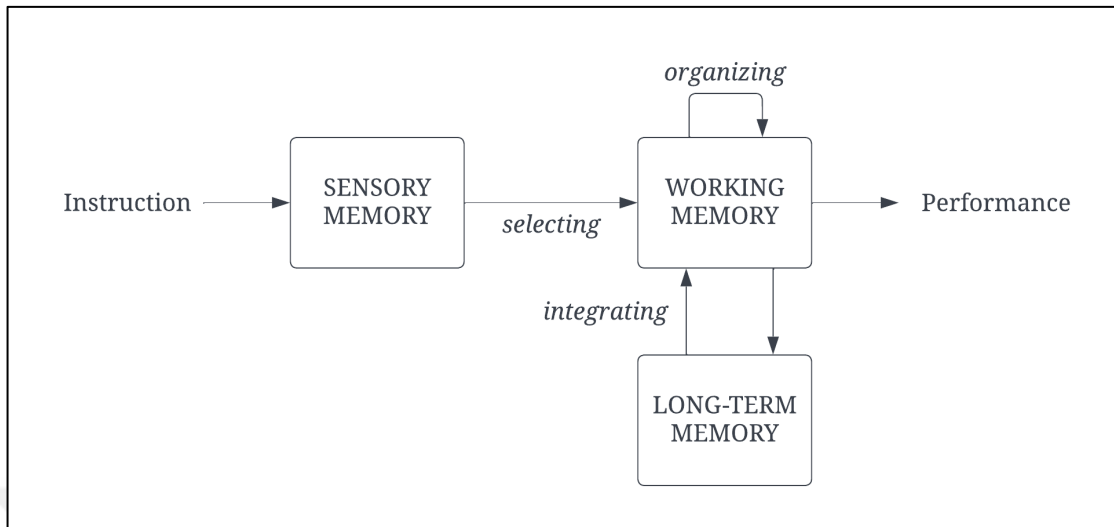 organizing
Instruction
SENSORY
MEMORY
selecting
WORKING
MEMORY
Performance
integrating
LONG-TERM
MEMORY